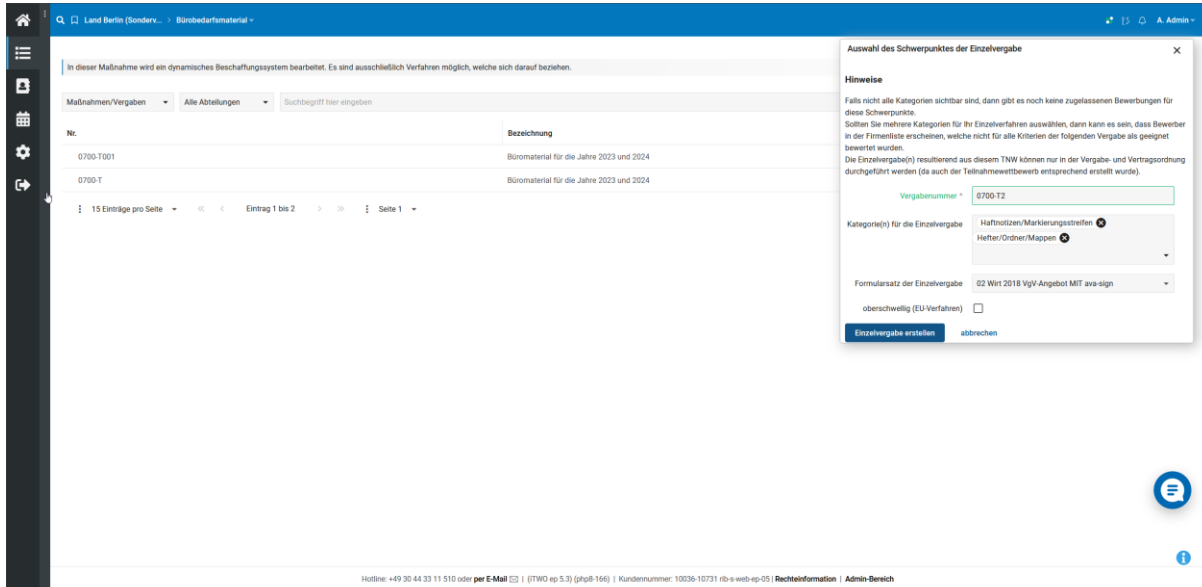 Land Berlin (Sonderv... > Bürobedarfsmaterial
A. Admin
In dieser Maßnahme wird ein dynamisches Beschaffungssystem bearbeitet. Es sind ausschließlich Verfahren möglich, welche sich darauf beziehen.
Maßnahmen/Vergaben Alle Abteilungen Suchbegriff hier eingeben
Nr. Bezeichnung
0700-T001 Büromaterial für die Jahre 2023 und 2024
0700-T Büromaterial für die Jahre 2023 und 2024
15 Einträge pro Seite << < Eintrag 1 bis 2 > >> Seite 1
Auswahl des Schwerpunktes der Einzelvergabe
Hinweise
Falls nicht alle Kategorien sichtbar sind, dann gibt es noch keine zugelassenen Bewerbungen für
diese Schwerpunkte.
Sollten Sie mehrere Kategorien für Ihr Einzelverfahren auswählen, dann kann es sein, dass Bewerber
in der Firmenliste erscheinen, welche nicht für alle Kriterien der folgenden Vergabe als geeignet
bewertet wurden.
Die Einzelvergabe(n) resultierend aus diesem TNW können nur in der Vergabe- und Vertragsordnung
durchgeführt werden (da auch der Teilnahmewettbewerb entsprechend erstellt wurde).
Vergabenummer * 0700-T2
Kategorie(n) für die Einzelvergabe Haftnotizen/Markierungsstreifen
Hefter/Ordner/Mappen
Formularsatz der Einzelvergabe 02 Wirt 2018 VgV-Angebot MIT ava-sign
oberschwellig (EU-Verfahren)
Einzelvergabe erstellen abbrechen
Hotline: +49 30 44 33 11 510 oder per E-Mail | (iTWO ep 5.3) (php8-166) | Kundennummer: 10036-10731 rib-s-web-ep-05 | Rechteinformation | Admin-Bereich